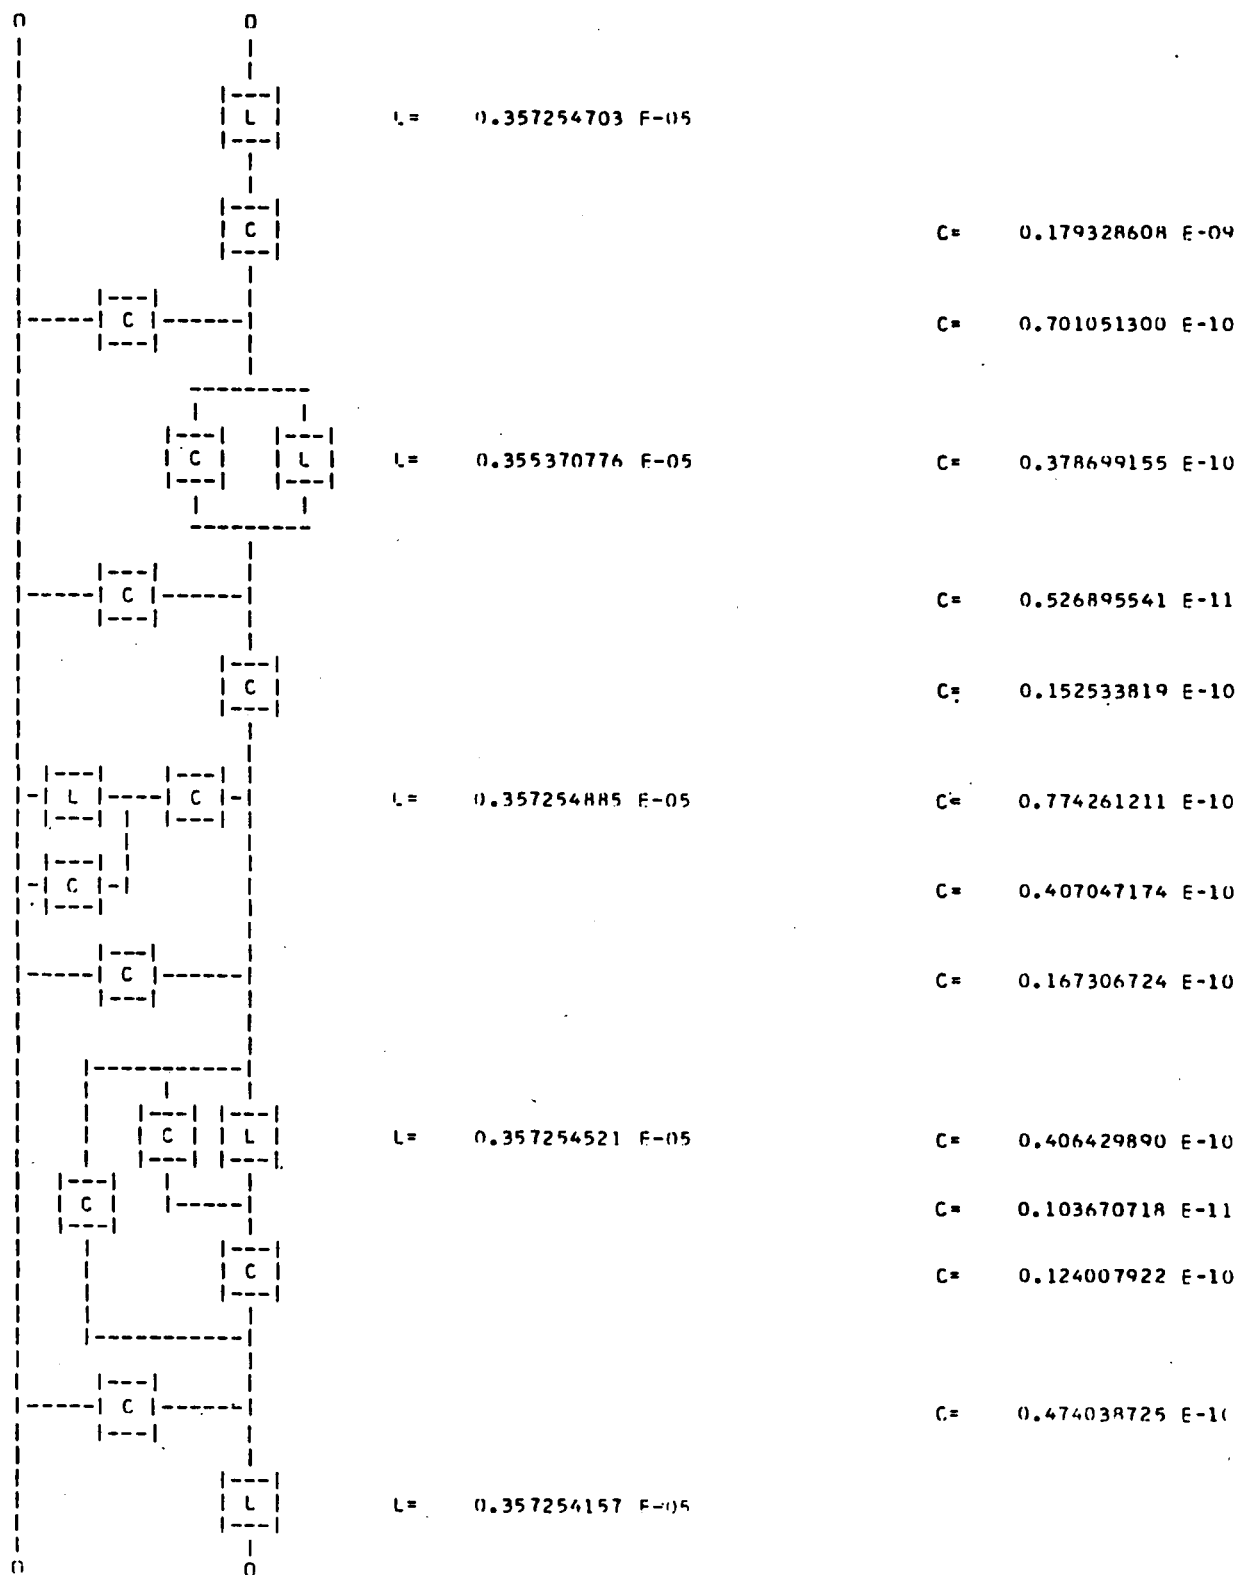 O O
L L= 0.357254703 E-05
C C= 0.179328608 E-09
C C= 0.701051300 E-10
C L L= 0.355370776 E-05 C= 0.378699155 E-10
C C= 0.526895541 E-11
C C= 0.152533819 E-10
L C L= 0.357254885 E-05 C= 0.774261211 E-10
C C= 0.407047174 E-10
C C= 0.167306724 E-10
C L L= 0.357254521 E-05 C= 0.406429890 E-10
C C= 0.103670718 E-11
C C= 0.124007922 E-10
C C= 0.474038725
L L= 0.357254157 E-05
O O